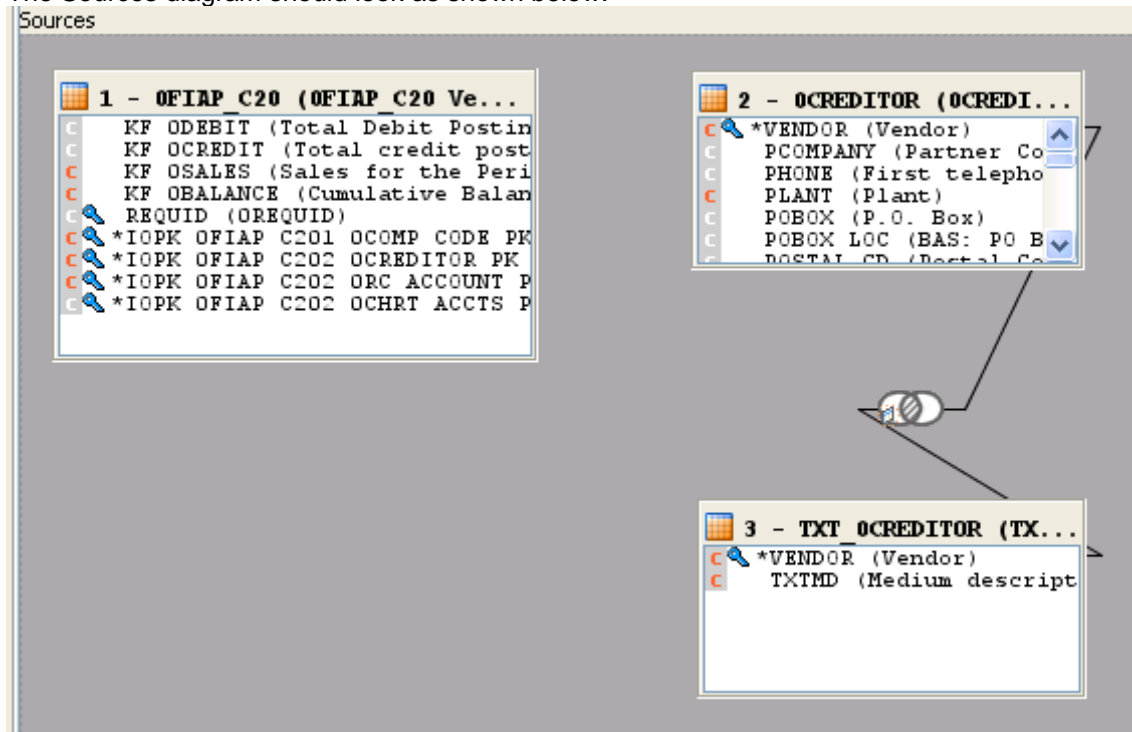 The Sources diagram should look as shown below:
Sources
1 - 0FIAP_C20 (0FIAP_C20 Ve...
C KF 0DEBIT (Total Debit Postin
C KF 0CREDIT (Total credit post
C KF 0SALES (Sales for the Peri
C KF 0BALANCE (Cumulative Balan
C REQUID (0REQUID)
C *IOPK 0FIAP C201 0COMP CODE PK
C *IOPK 0FIAP C202 0CREDITOR PK
C *IOPK 0FIAP C202 0RC ACCOUNT P
C *IOPK 0FIAP C202 0CHRT ACCTS P
2 - 0CREDITOR (0CREDI...
C *VENDOR (Vendor)
C PCOMPANY (Partner Co
C PHONE (First telepho
C PLANT (Plant)
C POBOX (P.O. Box)
C POBOX LOC (BAS: PO B
C POSTAL CD (Postal Co
3 - TXT_0CREDITOR (TX...
C *VENDOR (Vendor)
C TXTMD (Medium descript